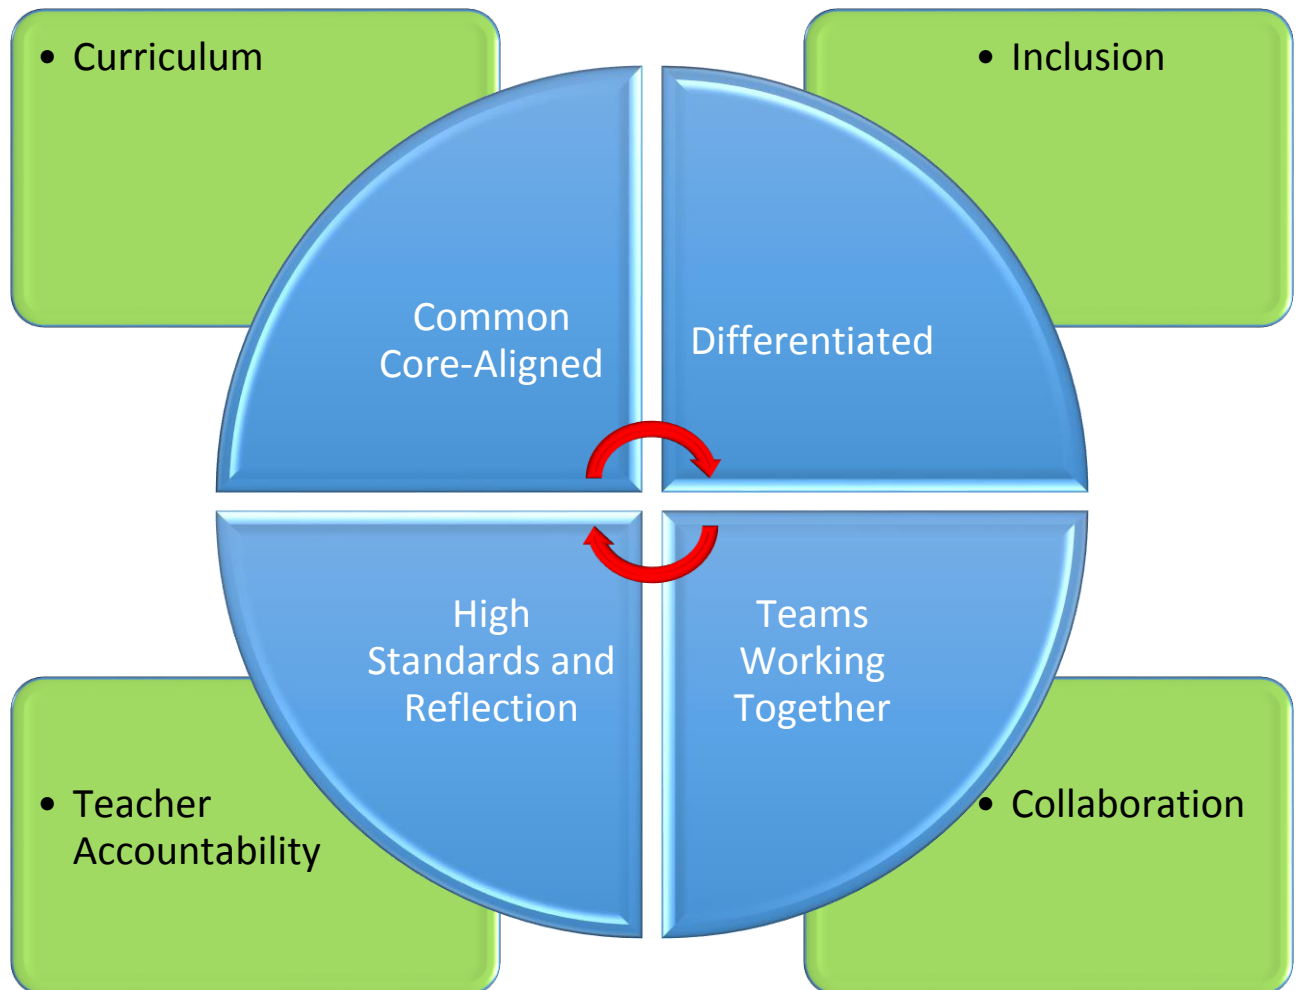 • Curriculum
• Inclusion
Common
Core-Aligned
Differentiated
High
Standards and
Reflection
Teams
Working
Together
• Teacher
Accountability
• Collaboration